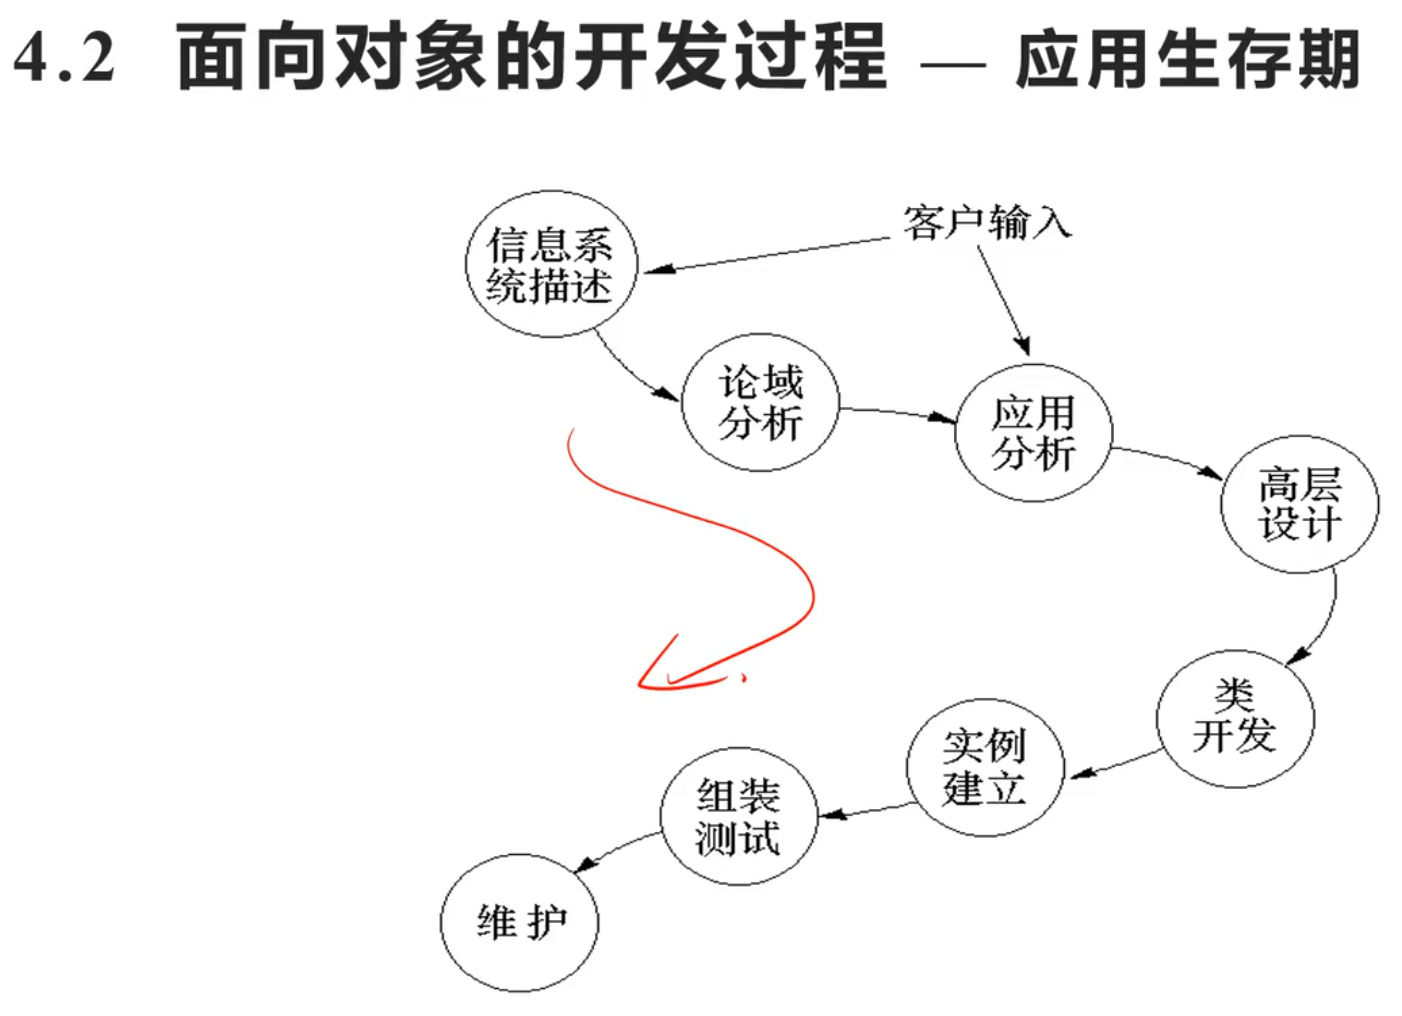 4.2 面向对象的开发过程 — 应用生存期
客户输入
信息系
统描述
论域
分析
应用
分析
高层
设计
类
开发
实例
建立
组装
测试
维护